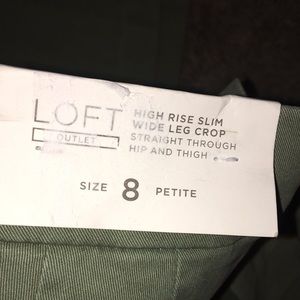 LOFT
OUTLET
HIGH RISE SLIM
WIDE LEG CROP
STRAIGHT THROUGH
HIP AND THIGH
SIZE 8 PETITE